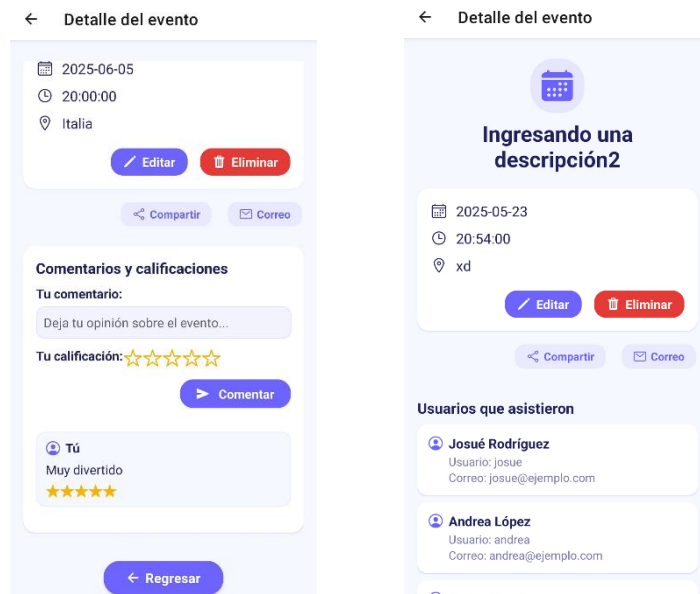 Detalle del evento
2025-06-05
20:00:00
Italia
Editar
Eliminar
Compartir
Correo
Comentarios y calificaciones
Tu comentario:
Deja tu opinión sobre el evento...
Tu calificación:
Comentar
Tú
Muy divertido
Regresar
Detalle del evento
Ingresando una
descripción2
2025-05-23
20:54:00
xd
Editar
Eliminar
Compartir
Correo
Usuarios que asistieron
Josué Rodríguez
Usuario: josue
Correo: josue@ejemplo.com
Andrea López
Usuario: andrea
Correo: andrea@ejemplo.com